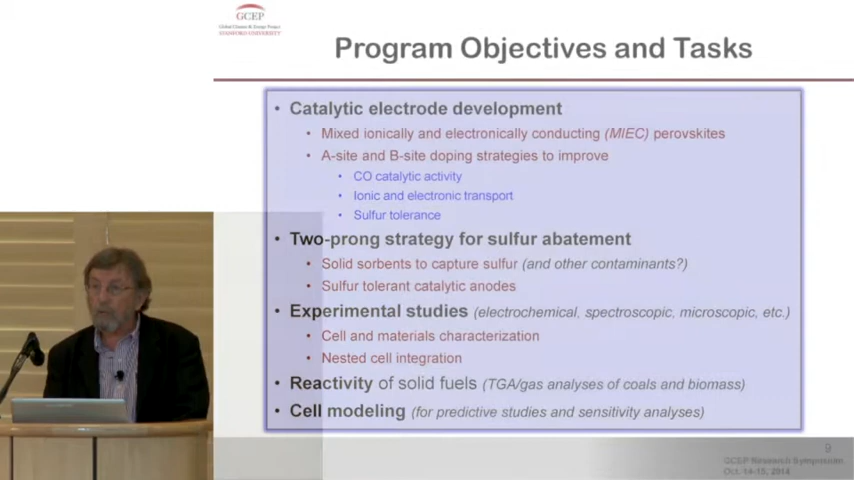 GCEP
Global Climate & Energy Project
STANFORD UNIVERSITY
Program Objectives and Tasks
• Catalytic electrode development
• Mixed ionically and electronically conducting (MIEC) perovskites
• A-site and B-site doping strategies to improve
• CO catalytic activity
• Ionic and electronic transport
• Sulfur tolerance
• Two-prong strategy for sulfur abatement
• Solid sorbents to capture sulfur (and other contaminants?)
• Sulfur tolerant catalytic anodes
• Experimental studies (electrochemical, spectroscopic, microscopic, etc.)
• Cell and materials characterization
• Nested cell integration
• Reactivity of solid fuels (TGA/gas analyses of coals and biomass)
• Cell modeling (for predictive studies and sensitivity analyses)
9
GCEP Research Symposium
Oct. 14-15, 2014